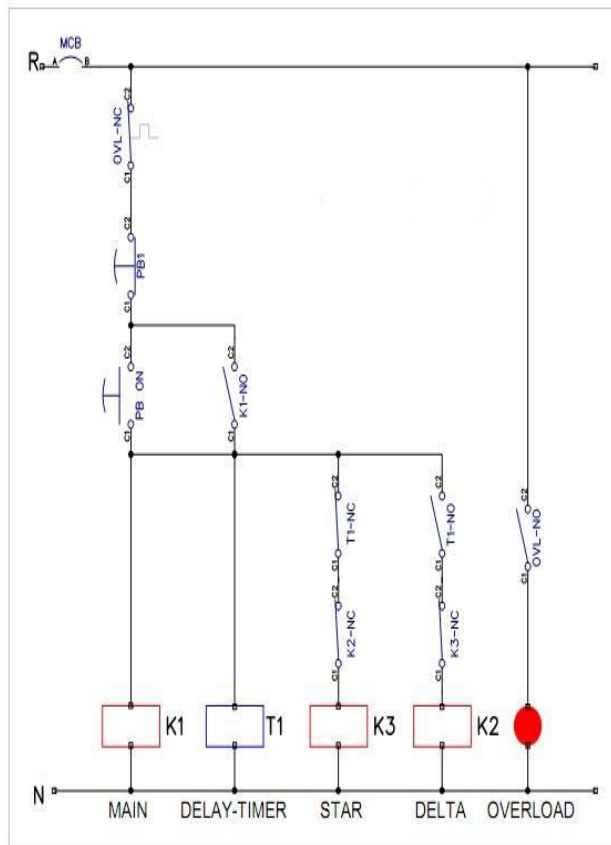 MCB
R A B
C2
OVL-NC
C1
C2
PB1
C1
C2
PB ON
C1
C2
K1-NO
C1
C2
T1-NC
C1
C2
K2-NC
C1
C2
T1-NO
C1
C2
K3-NC
C1
C2
OVL-NO
C1
K1 T1 K3 K2
N
MAIN DELAY-TIMER STAR DELTA OVERLOAD